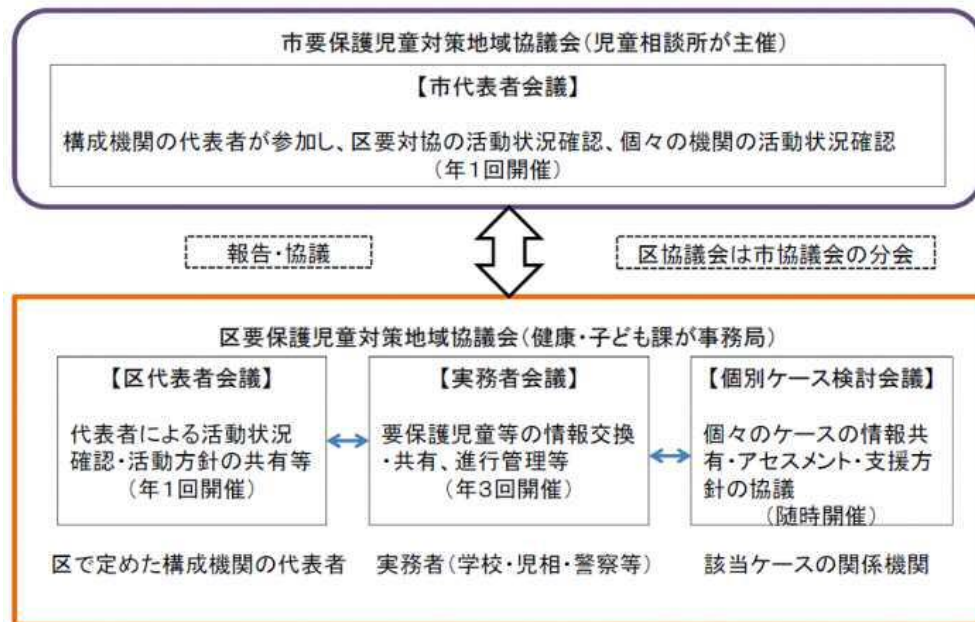 市要保護児童対策地域協議会(児童相談所が主催)
【市代表者会議】
構成機関の代表者が参加し、区要対協の活動状況確認、個々の機関の活動状況確認
(年1回開催)
報告・協議
区協議会は市協議会の分会
区要保護児童対策地域協議会(健康・子ども課が事務局)
【区代表者会議】
代表者による活動状況
確認・活動方針の共有等
(年1回開催)
区で定めた構成機関の代表者
【実務者会議】
要保護児童等の情報交換
・共有、進行管理等
(年3回開催)
実務者(学校・児相・警察等)
【個別ケース検討会議】
個々のケースの情報共
有・アセスメント・支援方
針の協議
(随時開催)
該当ケースの関係機関